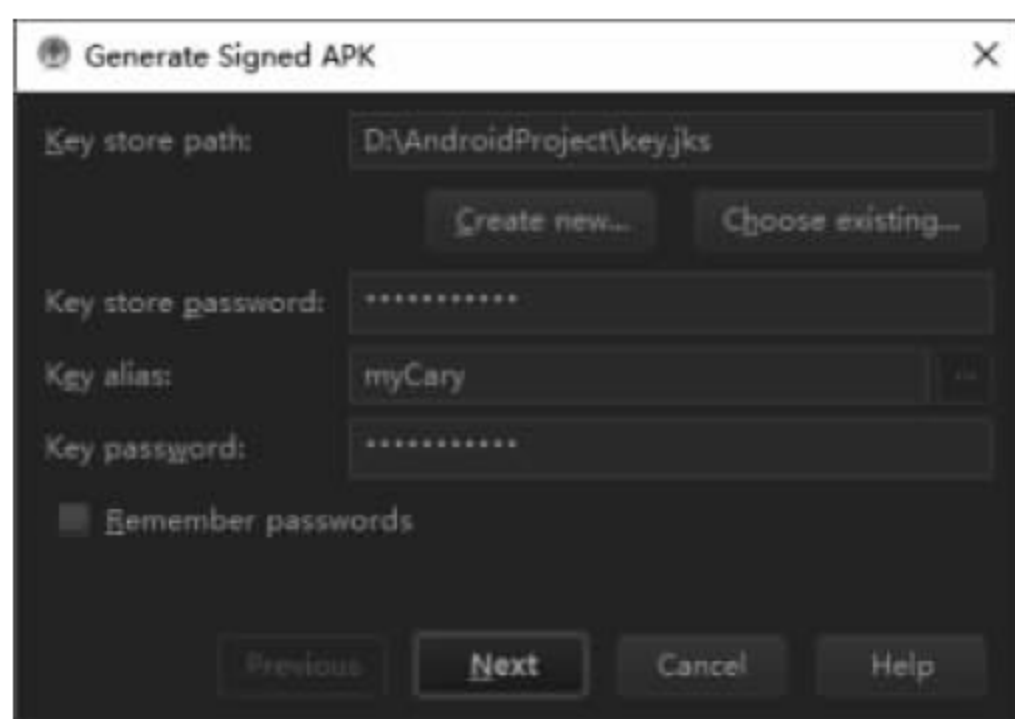 Generate Signed APK
Key store path: D:\AndroidProject\key.jks
Create new... Choose existing...
Key store password: ***********
Key alias: myCary ...
Key password: ***********
Remember passwords
Previous Next Cancel Help